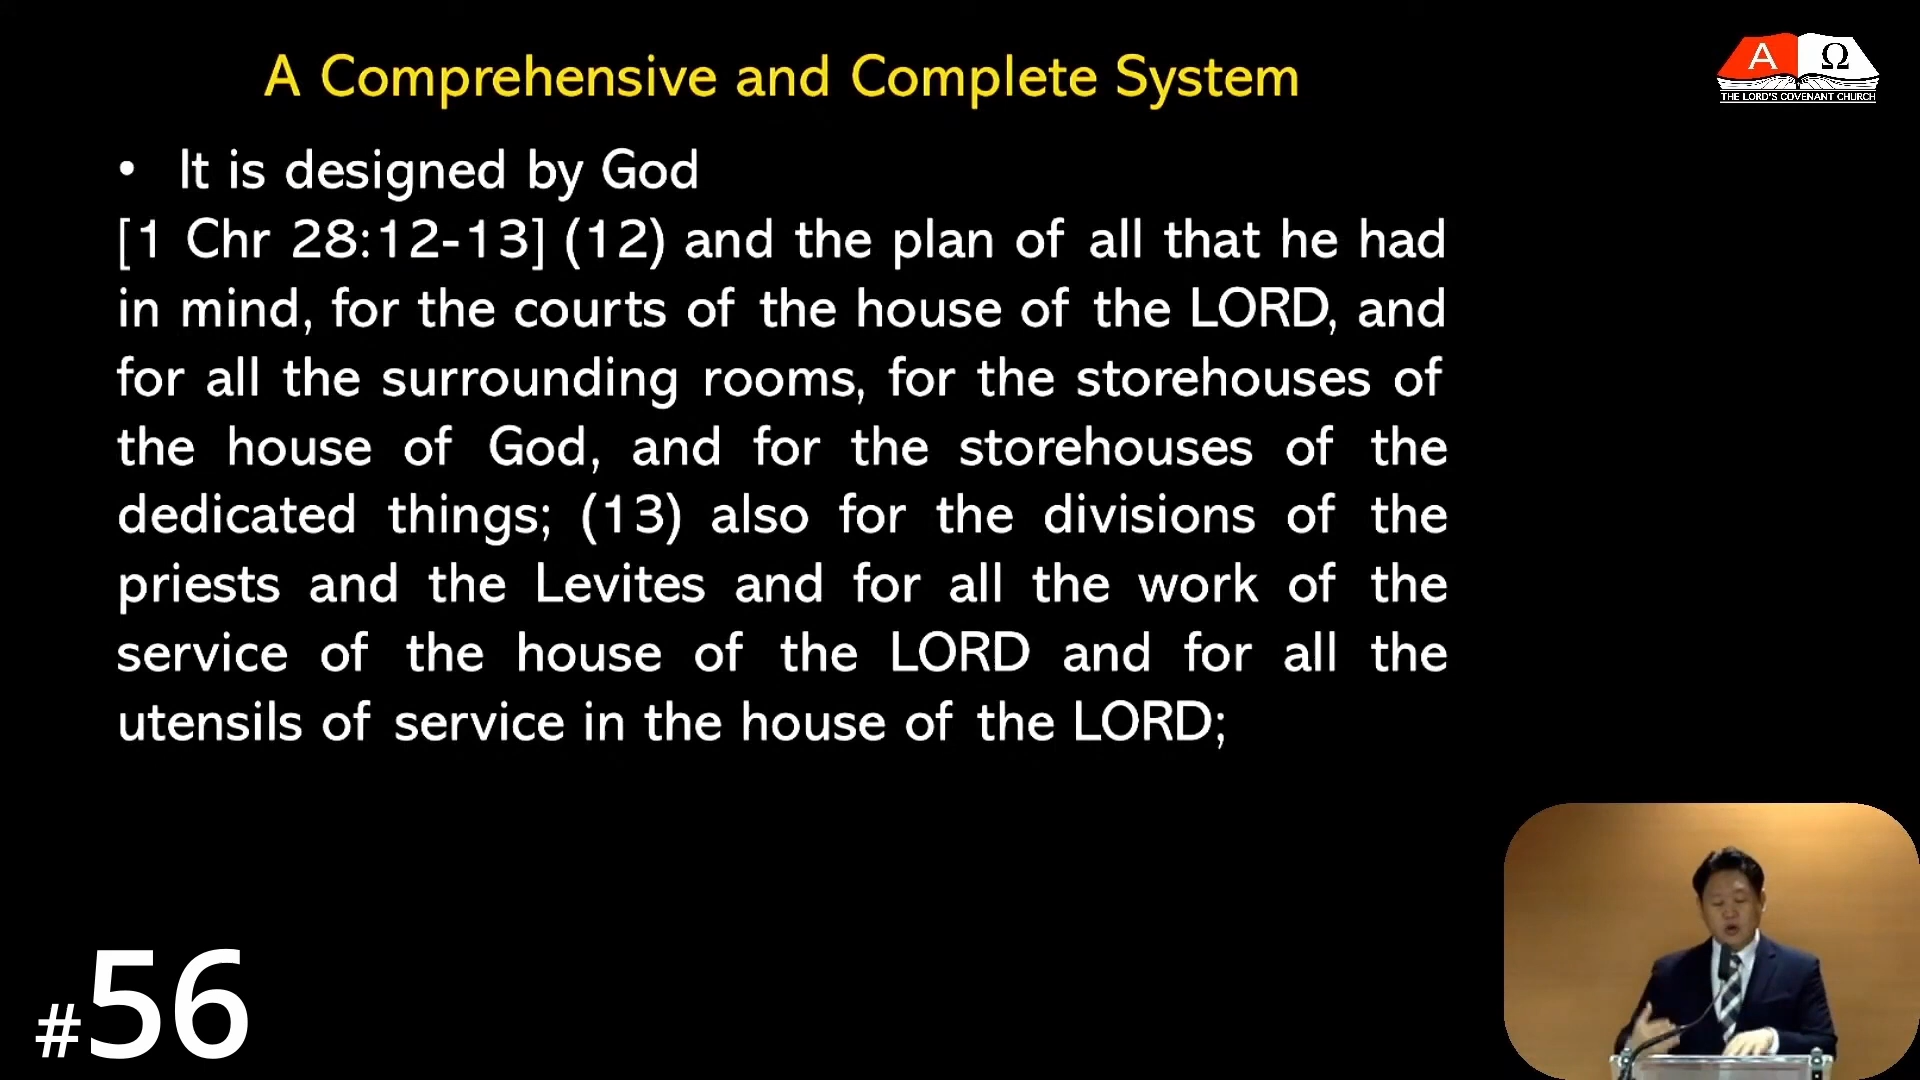 A Comprehensive and Complete System
A Ω
THE LORD'S COVENANT CHURCH
• It is designed by God
[1 Chr 28:12-13] (12) and the plan of all that he had
in mind, for the courts of the house of the LORD, and
for all the surrounding rooms, for the storehouses of
the house of God, and for the storehouses of the
dedicated things; (13) also for the divisions of the
priests and the Levites and for all the work of the
service of the house of the LORD and for all the
utensils of service in the house of the LORD;
#56